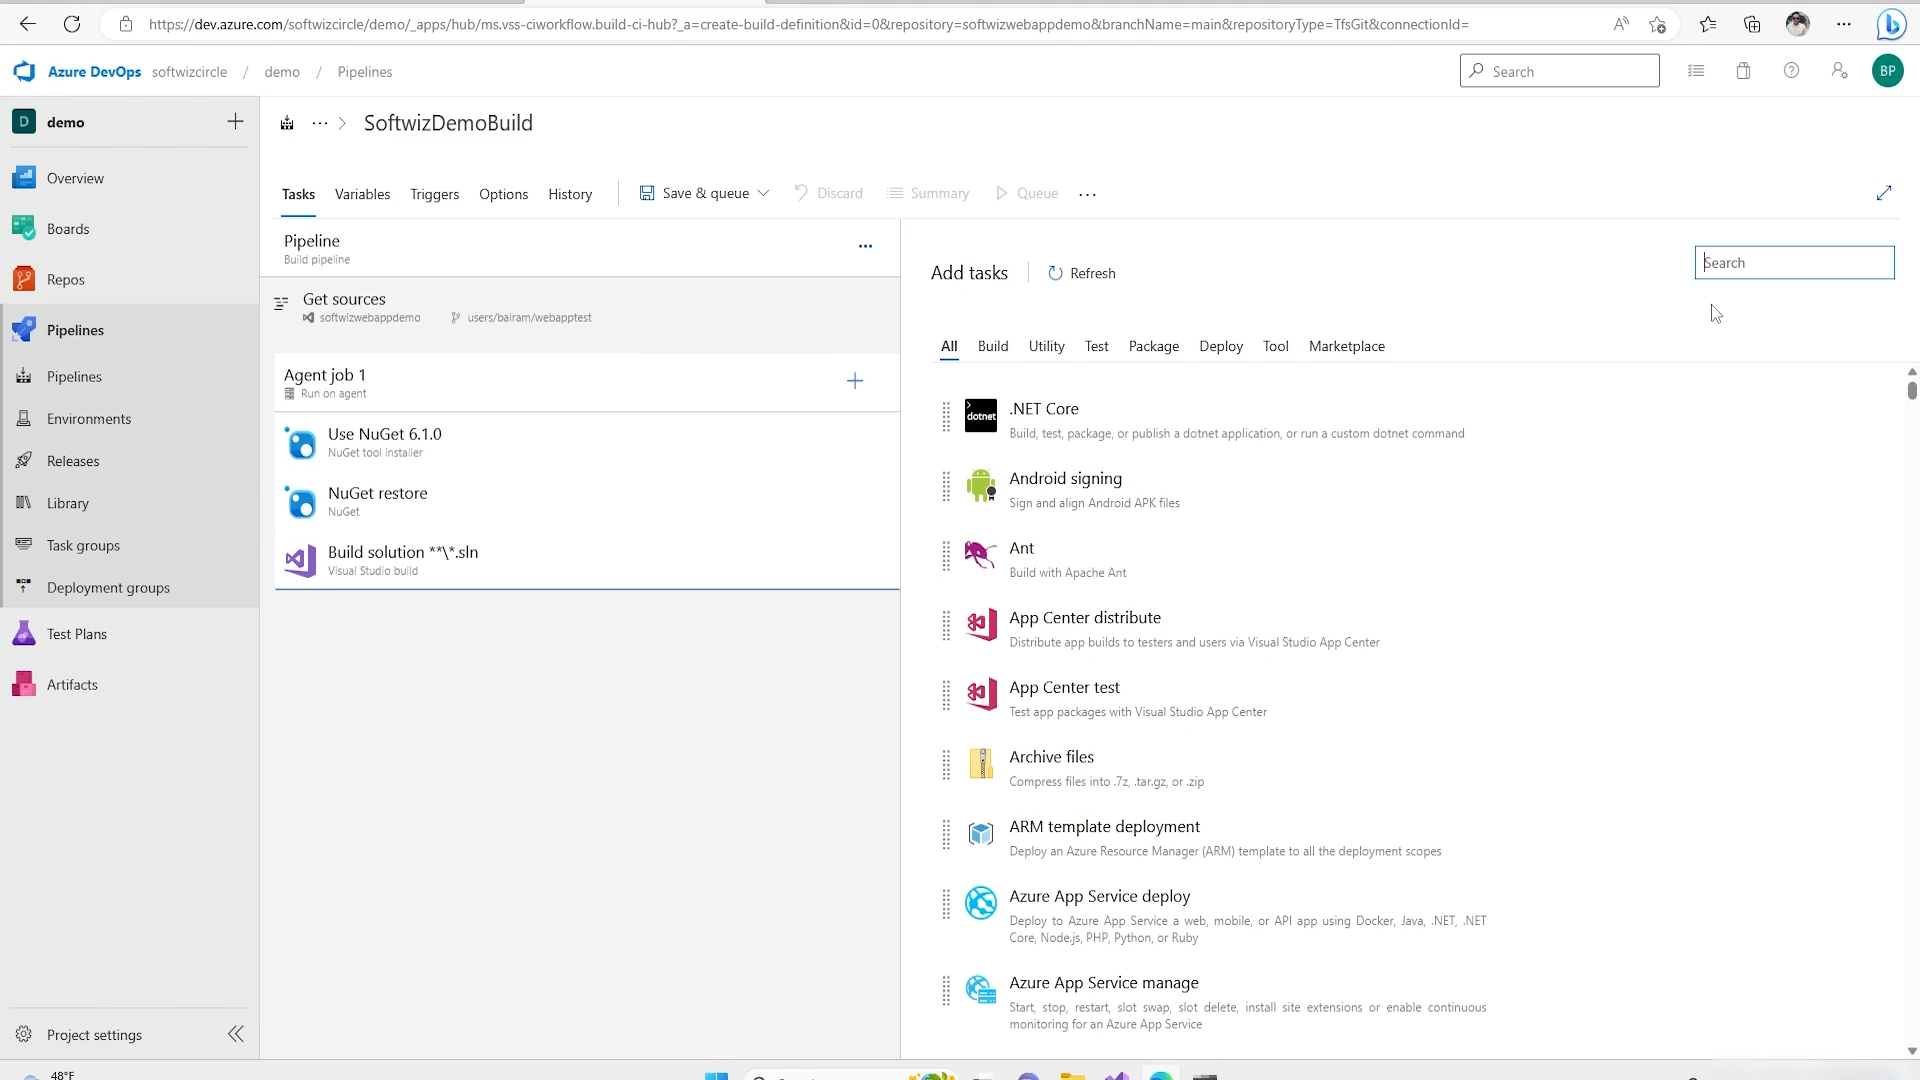 https://dev.azure.com/softwizcircle/demo/_apps/hub/ms.vss-ciworkflow.build-ci-hub?_a=create-build-definition&id=0&repository=softwizwebappdemo&branchName=main&repositoryType=TfsGit&connectionId=
Azure DevOps softwizcircle / demo / Pipelines
Search
BP
D demo
Overview
Boards
Repos
Pipelines
Pipelines
Environments
Releases
Library
Task groups
Deployment groups
Test Plans
Artifacts
Project settings
48°F
··· > SoftwizDemoBuild
Tasks Variables Triggers Options History Save & queue Discard Summary Queue ···
Pipeline
Build pipeline
Get sources
softwizwebappdemo users/balram/webapptest
Agent job 1
Run on agent
Use NuGet 6.1.0
NuGet tool installer
NuGet restore
NuGet
Build solution **\*.sln
Visual Studio build
Add tasks Refresh
Search
All Build Utility Test Package Deploy Tool Marketplace
dotnet
.NET Core
Build, test, package, or publish a dotnet application, or run a custom dotnet command
Android signing
Sign and align Android APK files
Ant
Build with Apache Ant
App Center distribute
Distribute app builds to testers and users via Visual Studio App Center
App Center test
Test app packages with Visual Studio App Center
Archive files
Compress files into .7z, .tar.gz, or .zip
ARM template deployment
Deploy an Azure Resource Manager (ARM) template to all the deployment scopes
Azure App Service deploy
Deploy to Azure App Service a web, mobile, or API app using Docker, Java, .NET, .NET
Core, Node.js, PHP, Python, or Ruby
Azure App Service manage
Start, stop, restart, slot swap, slot delete, install site extensions or enable continuous
monitoring for an Azure App Service